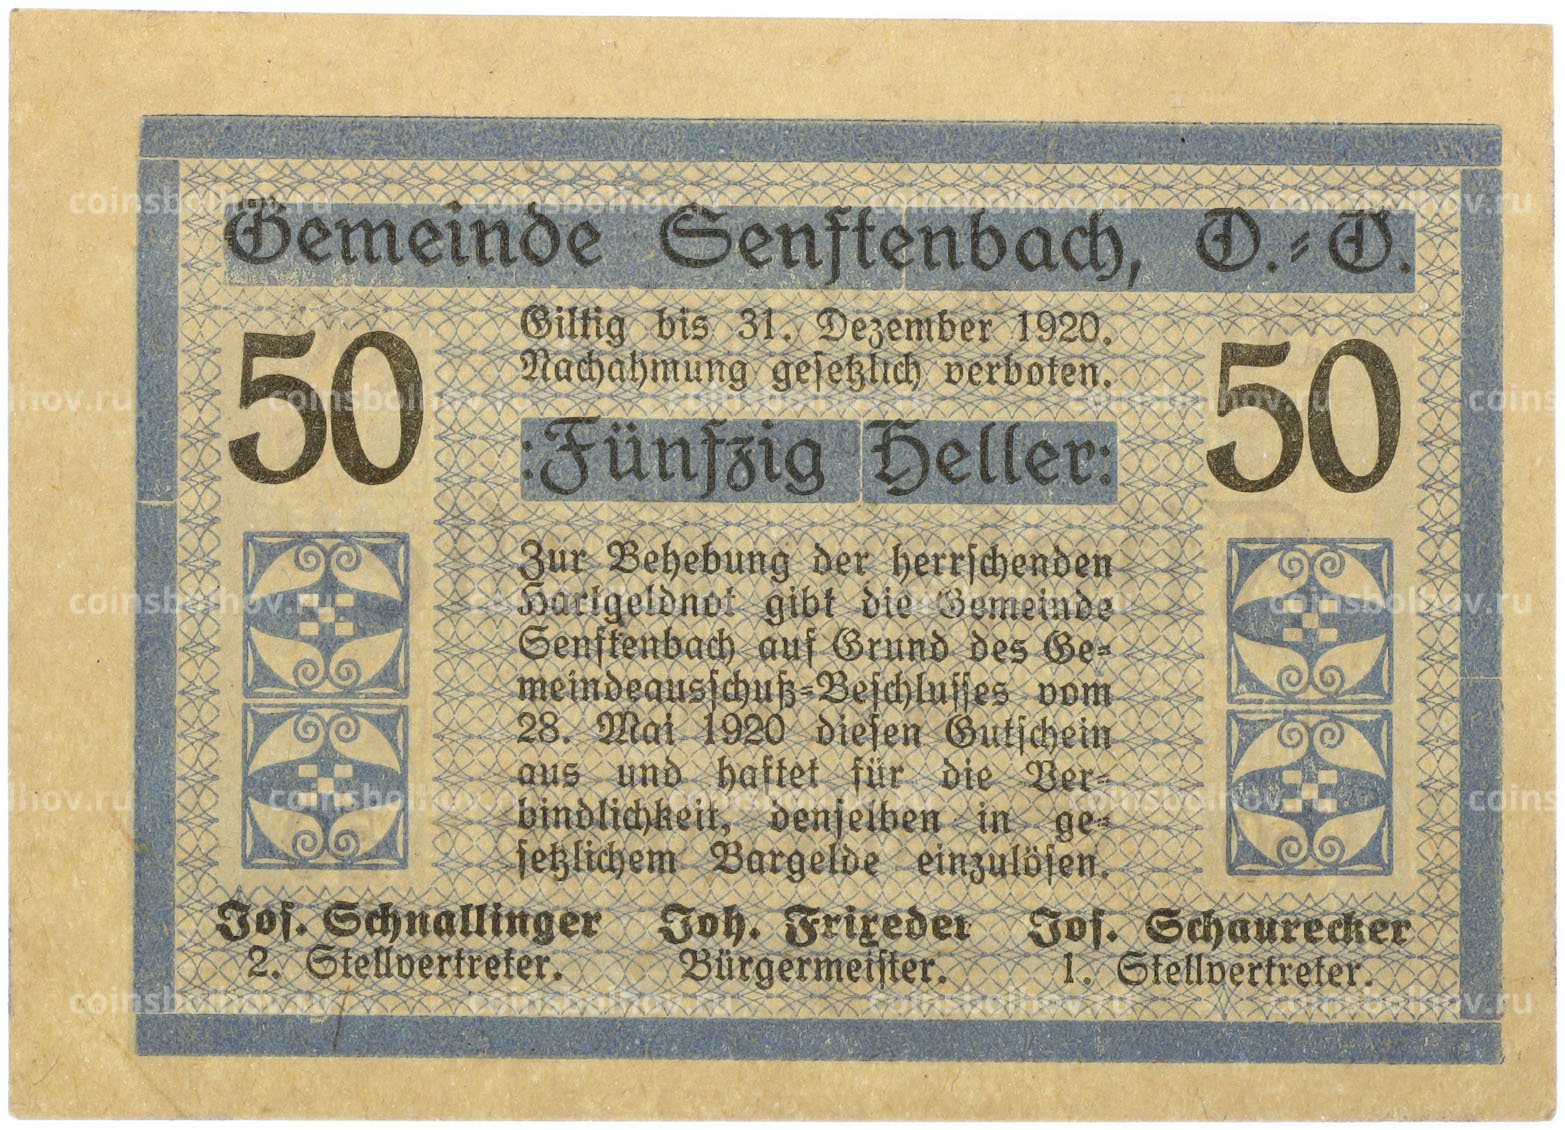 Gemeinde Senftenbach, O.=Ö.
50
Giltig bis 31. Dezember 1920.
Nachahmung gesetzlich verboten.
50
:Fünfzig Heller:
Zur Behebung der herrschenden
Hartgeldnot gibt die Gemeinde
Senftenbach auf Grund des Ge=
meindeausschuß=Beschlusses vom
28. Mai 1920 diesen Gutschein
aus und haftet für die Ver=
bindlichkeit, denselben in ge=
setzlichem Bargelde einzulösen.
Jos. Schnallinger Joh. Frixeder Jos. Schaurecker
2. Stellvertreter. Bürgermeister. 1. Stellvertreter.
coinsbolhov.ru